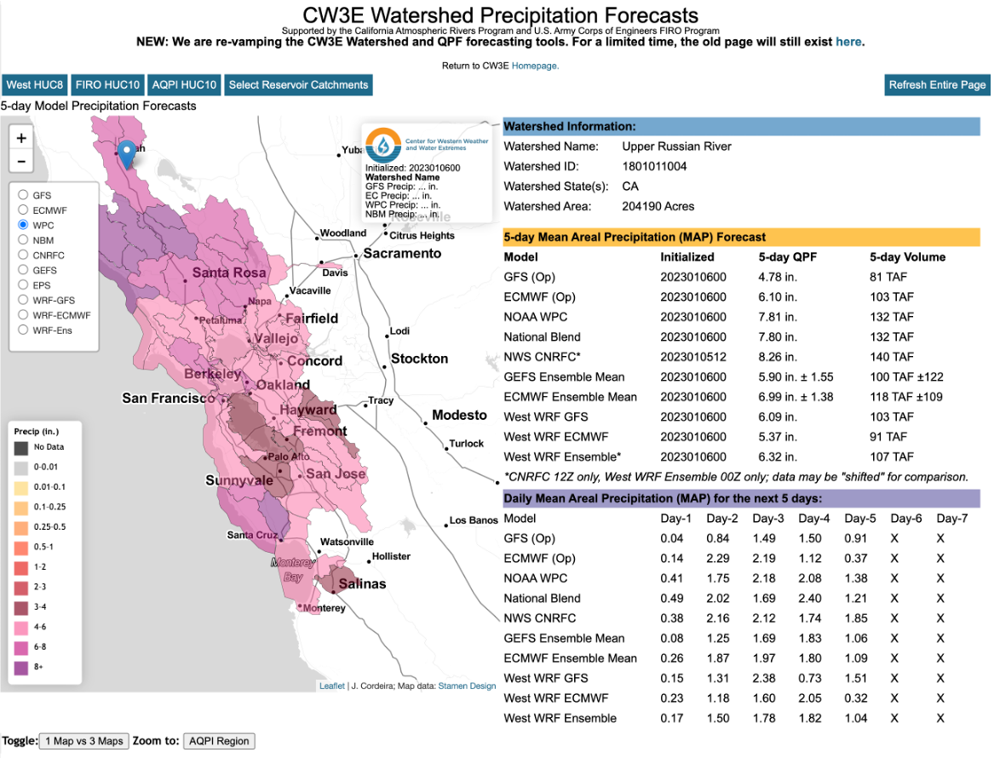 CW3E Watershed Precipitation Forecasts
Supported by the California Atmospheric Rivers Program and U.S. Army Corps of Engineers FIRO Program
NEW: We are re-vamping the CW3E Watershed and QPF forecasting tools. For a limited time, the old page will still exist here.
Return to CW3E Homepage.
West HUC8 FIRO HUC10 AQPI HUC10 Select Reservoir Catchments Refresh Entire Page
5-day Model Precipitation Forecasts
+
−
GFS
ECMWF
WPC
NBM
CNRFC
GEFS
EPS
WRF-GFS
WRF-ECMWF
WRF-Ens
Center for Western Weather
and Water Extremes
Initialized: 2023010600
Watershed Name
GFS Precip: ... in.
EC Precip: ... in.
WPC Precip: ... in.
NBM Precip: ... in.
Roseville
Citrus Heights
Woodland
Sacramento
Davis
Santa Rosa
Vacaville
Napa
Petaluma
Fairfield
Lodi
Vallejo
Concord
Stockton
Berkeley
Oakland
San Francisco
Tracy
Hayward
Modesto
Fremont
Turlock
Palo Alto
San Jose
Sunnyvale
Los Banos
Santa Cruz
Watsonville
Hollister
Monterey
Bay
Salinas
Monterey
Precip (in.)
No Data
0-0.01
0.01-0.1
0.1-0.25
0.25-0.5
0.5-1
1-2
2-3
3-4
4-6
6-8
8+
Leaflet | J. Cordeira; Map data: Stamen Design
Toggle: 1 Map vs 3 Maps Zoom to: AQPI Region
Watershed Information:
Watershed Name: Upper Russian River
Watershed ID: 1801011004
Watershed State(s): CA
Watershed Area: 204190 Acres
5-day Mean Areal Precipitation (MAP) Forecast
Model Initialized 5-day QPF 5-day Volume
GFS (Op) 2023010600 4.78 in. 81 TAF
ECMWF (Op) 2023010600 6.10 in. 103 TAF
NOAA WPC 2023010600 7.81 in. 132 TAF
National Blend 2023010600 7.80 in. 132 TAF
NWS CNRFC* 2023010512 8.26 in. 140 TAF
GEFS Ensemble Mean 2023010600 5.90 in. ± 1.55 100 TAF ±122
ECMWF Ensemble Mean 2023010600 6.99 in. ± 1.38 118 TAF ±109
West WRF GFS 2023010600 6.09 in. 103 TAF
West WRF ECMWF 2023010600 5.37 in. 91 TAF
West WRF Ensemble* 2023010600 6.32 in. 107 TAF
*CNRFC 12Z only, West WRF Ensemble 00Z only; data may be "shifted" for comparison.
Daily Mean Areal Precipitation (MAP) for the next 5 days:
Model Day-1 Day-2 Day-3 Day-4 Day-5 Day-6 Day-7
GFS (Op) 0.04 0.84 1.49 1.50 0.91 X X
ECMWF (Op) 0.14 2.29 2.19 1.12 0.37 X X
NOAA WPC 0.41 1.75 2.18 2.08 1.38 X X
National Blend 0.49 2.02 1.69 2.40 1.21 X X
NWS CNRFC 0.38 2.16 2.12 1.74 1.85 X X
GEFS Ensemble Mean 0.08 1.25 1.69 1.83 1.06 X X
ECMWF Ensemble Mean 0.26 1.87 1.97 1.80 1.09 X X
West WRF GFS 0.15 1.31 2.38 0.73 1.51 X X
West WRF ECMWF 0.23 1.18 1.60 2.05 0.32 X X
West WRF Ensemble 0.17 1.50 1.78 1.82 1.04 X X